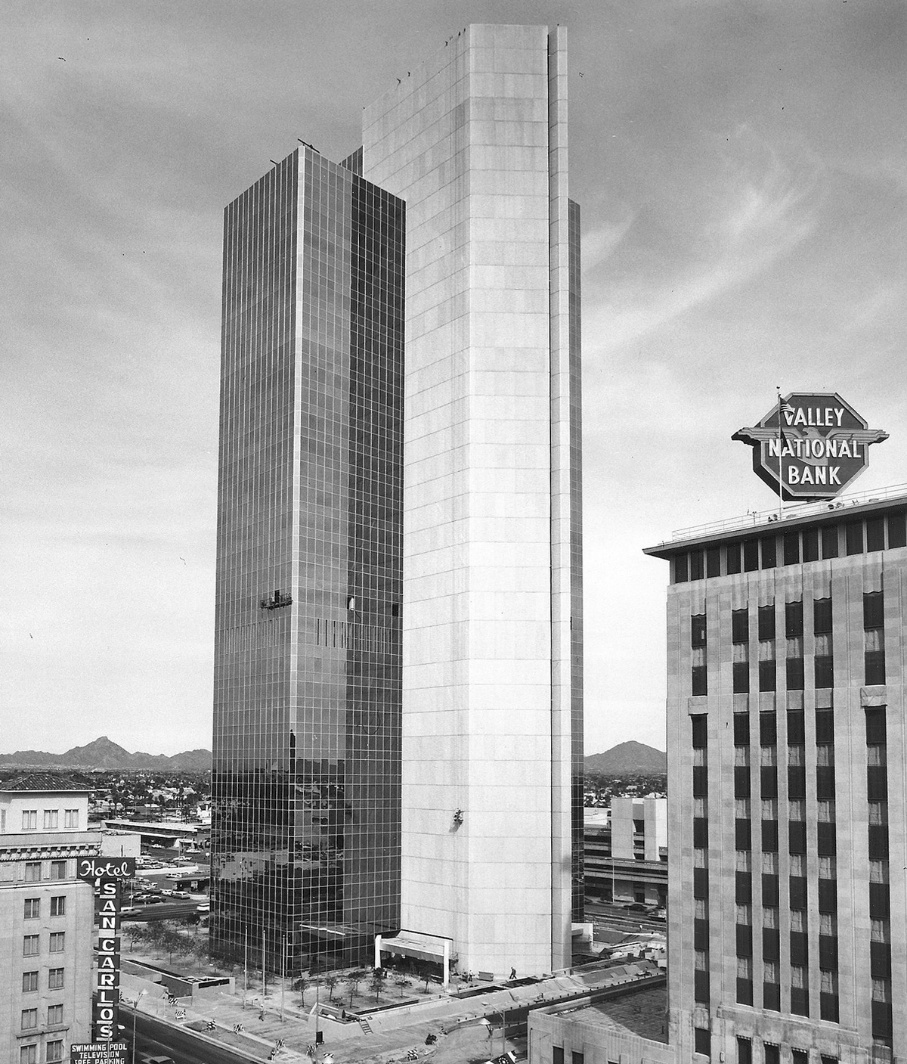 VALLEY
NATIONAL
BANK
Hotel
SAN CARLOS
SWIMMING POOL
TELEVISION
FREE PARKING